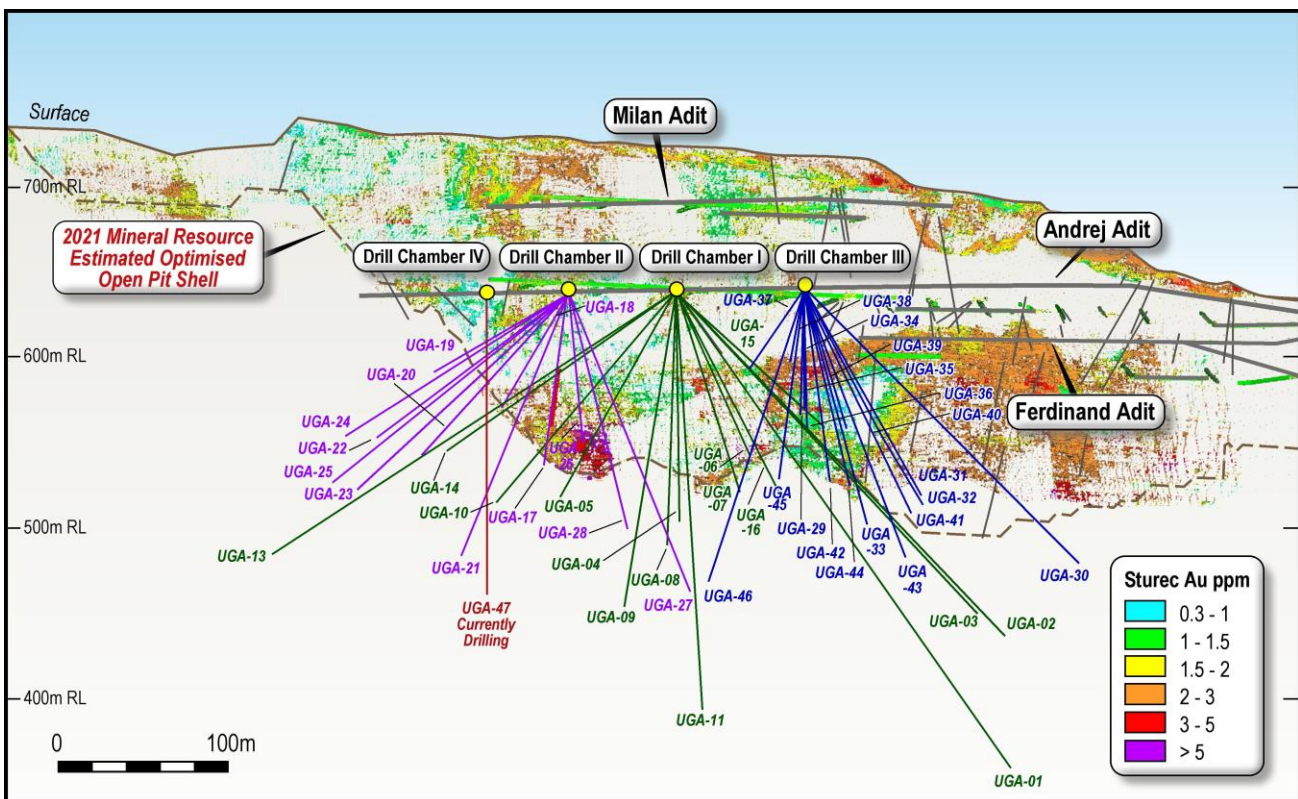 Surface
Milan Adit
700m RL
Andrej Adit
2021 Mineral Resource
Estimated Optimised
Open Pit Shell
Drill Chamber IV
Drill Chamber II
Drill Chamber I
Drill Chamber III
UGA-18
UGA-37
UGA-38
UGA-34
UGA-
15
UGA-19
UGA-39
600m RL
UGA-20
UGA-35
UGA-36
UGA-40
Ferdinand Adit
UGA-24
UGA-22
UGA
-26
UGA
-06
UGA-25
UGA-31
UGA-23
UGA-14
UGA
-07
UGA
-45
UGA-32
UGA-10
UGA-17
UGA-05
UGA
-16
UGA-29
UGA-41
500m RL
UGA-28
UGA
-33
UGA-13
UGA-21
UGA-04
UGA-42
UGA-44
UGA
-43
UGA-30
UGA-08
UGA-47
Currently
Drilling
UGA-09
UGA-27
UGA-46
UGA-03
UGA-02
400m RL
UGA-11
UGA-01
0
100m
Sturec Au ppm
0.3 - 1
1 - 1.5
1.5 - 2
2 - 3
3 - 5
> 5